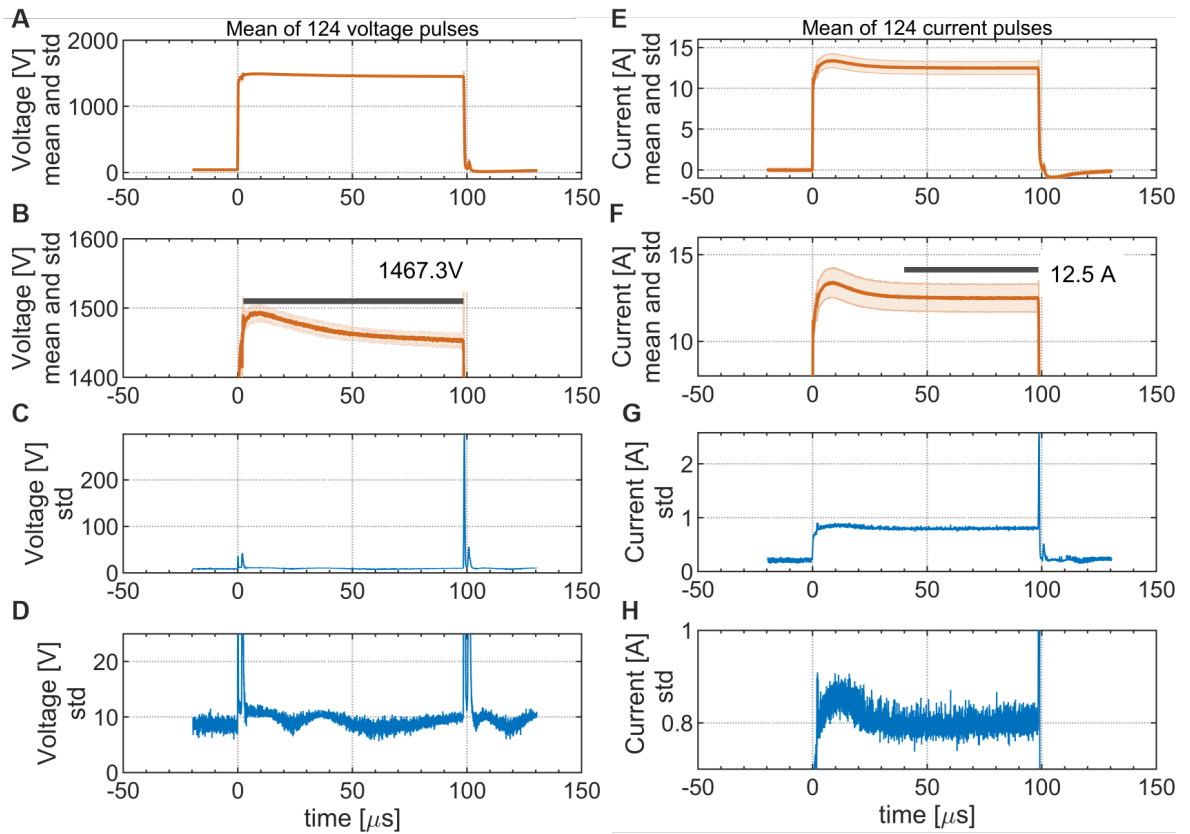 A
Mean of 124 voltage pulses
Voltage [V]
mean and std
2000
1000
0
-50 0 50 100 150
B
Voltage [V]
mean and std
1600
1500
1400
1467.3V
-50 0 50 100 150
C
Voltage [V]
std
200
100
0
-50 0 50 100 150
D
Voltage [V]
std
20
10
0
-50 0 50 100 150
time [μs]
E
Mean of 124 current pulses
Current [A]
mean and std
15
10
5
0
-50 0 50 100 150
F
Current [A]
mean and std
15
10
12.5 A
-50 0 50 100 150
G
Current [A]
std
2
1
0
-50 0 50 100 150
H
Current [A]
std
1
0.8
-50 0 50 100 150
time [μs]